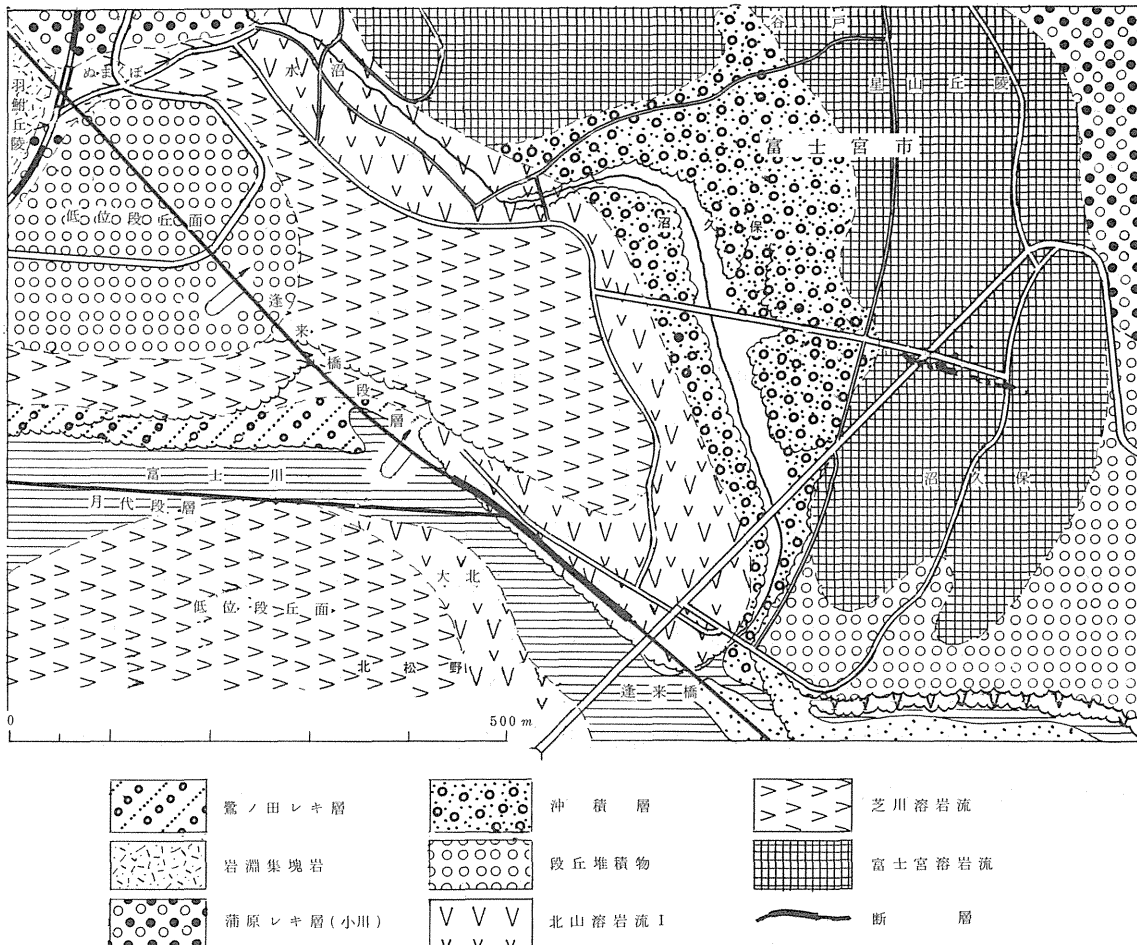 谷戸
水沼
ぬまくぼ
羽鮒丘陵
星山丘陵
富士宮市
低位段丘面
沼久保
逢来橋段層
富士川
月代段層
沼久保
大北
低位段丘面
北松野
逢来橋
0
500m
鷺ノ田レキ層
沖積層
芝川溶岩流
岩淵集塊岩
段丘堆積物
富士宮溶岩流
蒲原レキ層(小川)
北山溶岩流I
断層